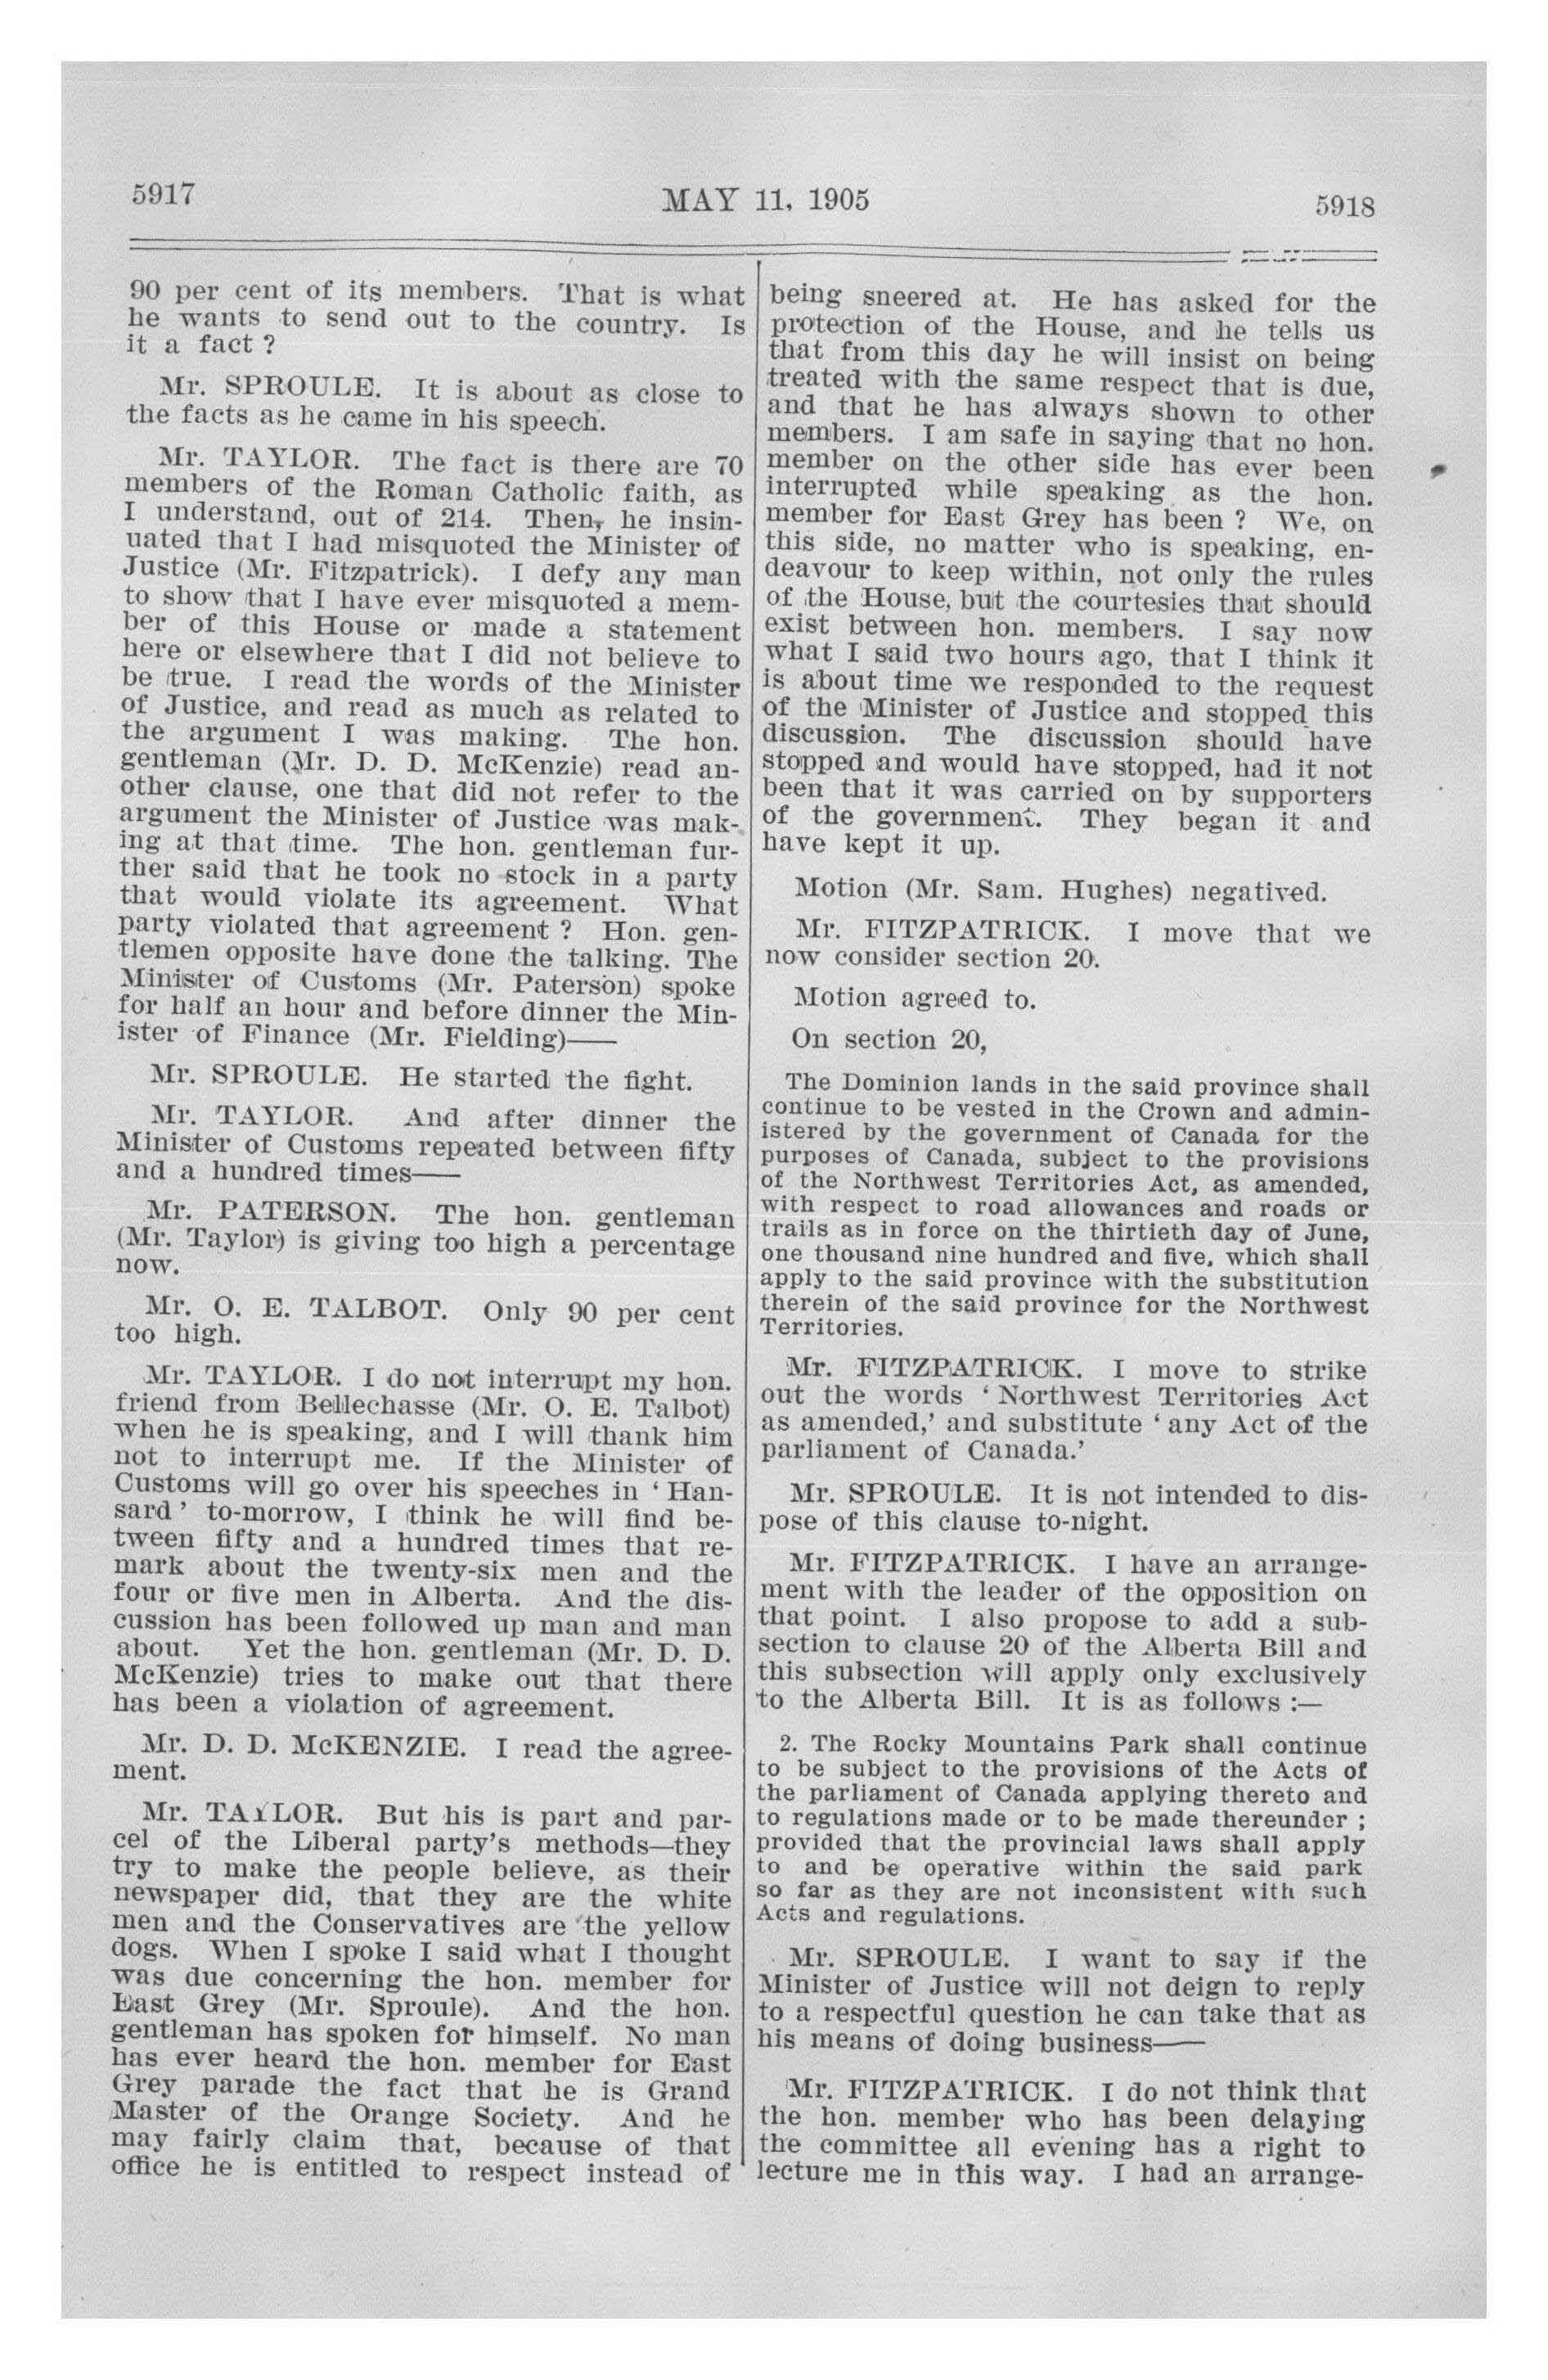 5917
MAY 11, 1905
5918
90 per cent of its members. That is what
he wants to send out to the country. Is
it a fact ?
Mr. SPROULE. It is about as close to
the facts as he came in his speech.
Mr. TAYLOR. The fact is there are 70
members of the Roman Catholic faith, as
I understand, out of 214. Then, he insin-
uated that I had misquoted the Minister of
Justice (Mr. Fitzpatrick). I defy any man
to show that I have ever misquoted a mem-
ber of this House or made a statement
here or elsewhere that I did not believe to
be true. I read the words of the Minister
of Justice, and read as much as related to
the argument I was making. The hon.
gentleman (Mr. D. D. McKenzie) read an-
other clause, one that did not refer to the
argument the Minister of Justice was mak-
ing at that time. The hon. gentleman fur-
ther said that he took no stock in a party
that would violate its agreement. What
party violated that agreement ? Hon. gen-
tlemen opposite have done the talking. The
Minister of Customs (Mr. Paterson) spoke
for half an hour and before dinner the Min-
ister of Finance (Mr. Fielding)——
Mr. SPROULE. He started the fight.
Mr. TAYLOR. And after dinner the
Minister of Customs repeated between fifty
and a hundred times——
Mr. PATERSON. The hon. gentleman
(Mr. Taylor) is giving too high a percentage
now.
Mr. O. E. TALBOT. Only 90 per cent
too high.
Mr. TAYLOR. I do not interrupt my hon.
friend from Bellechasse (Mr. O. E. Talbot)
when he is speaking, and I will thank him
not to interrupt me. If the Minister of
Customs will go over his speeches in ‘ Han-
sard ’ to-morrow, I think he will find be-
tween fifty and a hundred times that re-
mark about the twenty-six men and the
four or five men in Alberta. And the dis-
cussion has been followed up man and man
about. Yet the hon. gentleman (Mr. D. D.
McKenzie) tries to make out that there
has been a violation of agreement.
Mr. D. D. McKENZIE. I read the agree-
ment.
Mr. TAYLOR. But his is part and par-
cel of the Liberal party's methods—they
try to make the people believe, as their
newspaper did, that they are the white
men and the Conservatives are the yellow
dogs. When I spoke I said what I thought
was due concerning the hon. member for
East Grey (Mr. Sproule). And the hon.
gentleman has spoken for himself. No man
has ever heard the hon. member for East
Grey parade the fact that he is Grand
Master of the Orange Society. And he
may fairly claim that, because of that
office he is entitled to respect instead of
being sneered at. He has asked for the
protection of the House, and he tells us
that from this day he will insist on being
treated with the same respect that is due,
and that he has always shown to other
members. I am safe in saying that no hon.
member on the other side has ever been
interrupted while speaking as the hon.
member for East Grey has been ? We, on
this side, no matter who is speaking, en-
deavour to keep within, not only the rules
of the House, but the courtesies that should
exist between hon. members. I say now
what I said two hours ago, that I think it
is about time we responded to the request
of the Minister of Justice and stopped this
discussion. The discussion should have
stopped and would have stopped, had it not
been that it was carried on by supporters
of the government. They began it and
have kept it up.
Motion (Mr. Sam. Hughes) negatived.
Mr. FITZPATRICK. I move that we
now consider section 20.
Motion agreed to.
On section 20,
The Dominion lands in the said province shall
continue to be vested in the Crown and admin-
istered by the government of Canada for the
purposes of Canada, subject to the provisions
of the Northwest Territories Act, as amended,
with respect to road allowances and roads or
trails as in force on the thirtieth day of June,
one thousand nine hundred and five, which shall
apply to the said province with the substitution
therein of the said province for the Northwest
Territories.
Mr. FITZPATRICK. I move to strike
out the words ‘ Northwest Territories Act
as amended,’ and substitute ‘ any Act of the
parliament of Canada.’
Mr. SPROULE. It is not intended to dis-
pose of this clause to-night.
Mr. FITZPATRICK. I have an arrange-
ment with the leader of the opposition on
that point. I also propose to add a sub-
section to clause 20 of the Alberta Bill and
this subsection will apply only exclusively
to the Alberta Bill. It is as follows :—
2. The Rocky Mountains Park shall continue
to be subject to the provisions of the Acts of
the parliament of Canada applying thereto and
to regulations made or to be made thereunder ;
provided that the provincial laws shall apply
to and be operative within the said park
so far as they are not inconsistent with such
Acts and regulations.
Mr. SPROULE. I want to say if the
Minister of Justice will not deign to reply
to a respectful question he can take that as
his means of doing business——
Mr. FITZPATRICK. I do not think that
the hon. member who has been delaying
the committee all evening has a right to
lecture me in this way. I had an arrange-